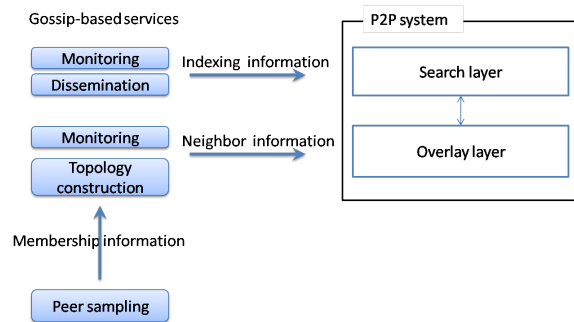 Gossip-based services
P2P system
Monitoring
Dissemination
Indexing information
Search layer
Monitoring
Neighbor information
Topology
construction
Overlay layer
Membership information
Peer sampling